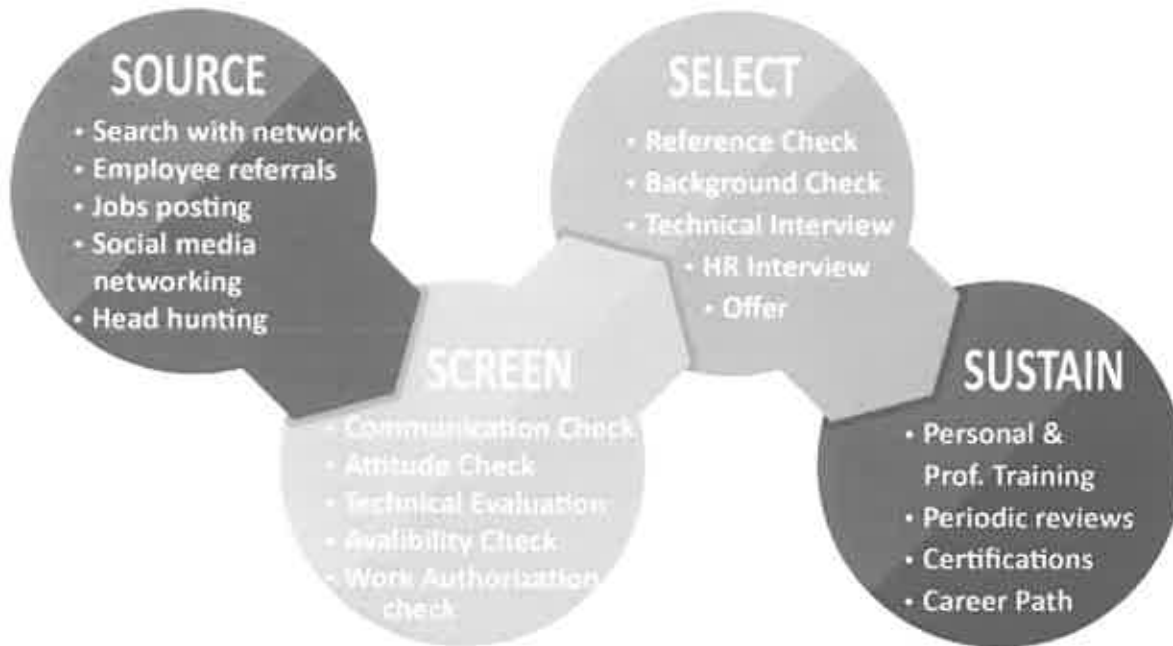 SOURCE
• Search with network
• Employee referrals
• Jobs posting
• Social media
networking
• Head hunting
SCREEN
• Communication Check
• Attitude Check
• Technical Evaluation
• Avalibility Check
• Work Authorization
check
SELECT
• Reference Check
• Background Check
• Technical Interview
• HR Interview
• Offer
SUSTAIN
• Personal &
Prof. Training
• Periodic reviews
• Certifications
• Career Path